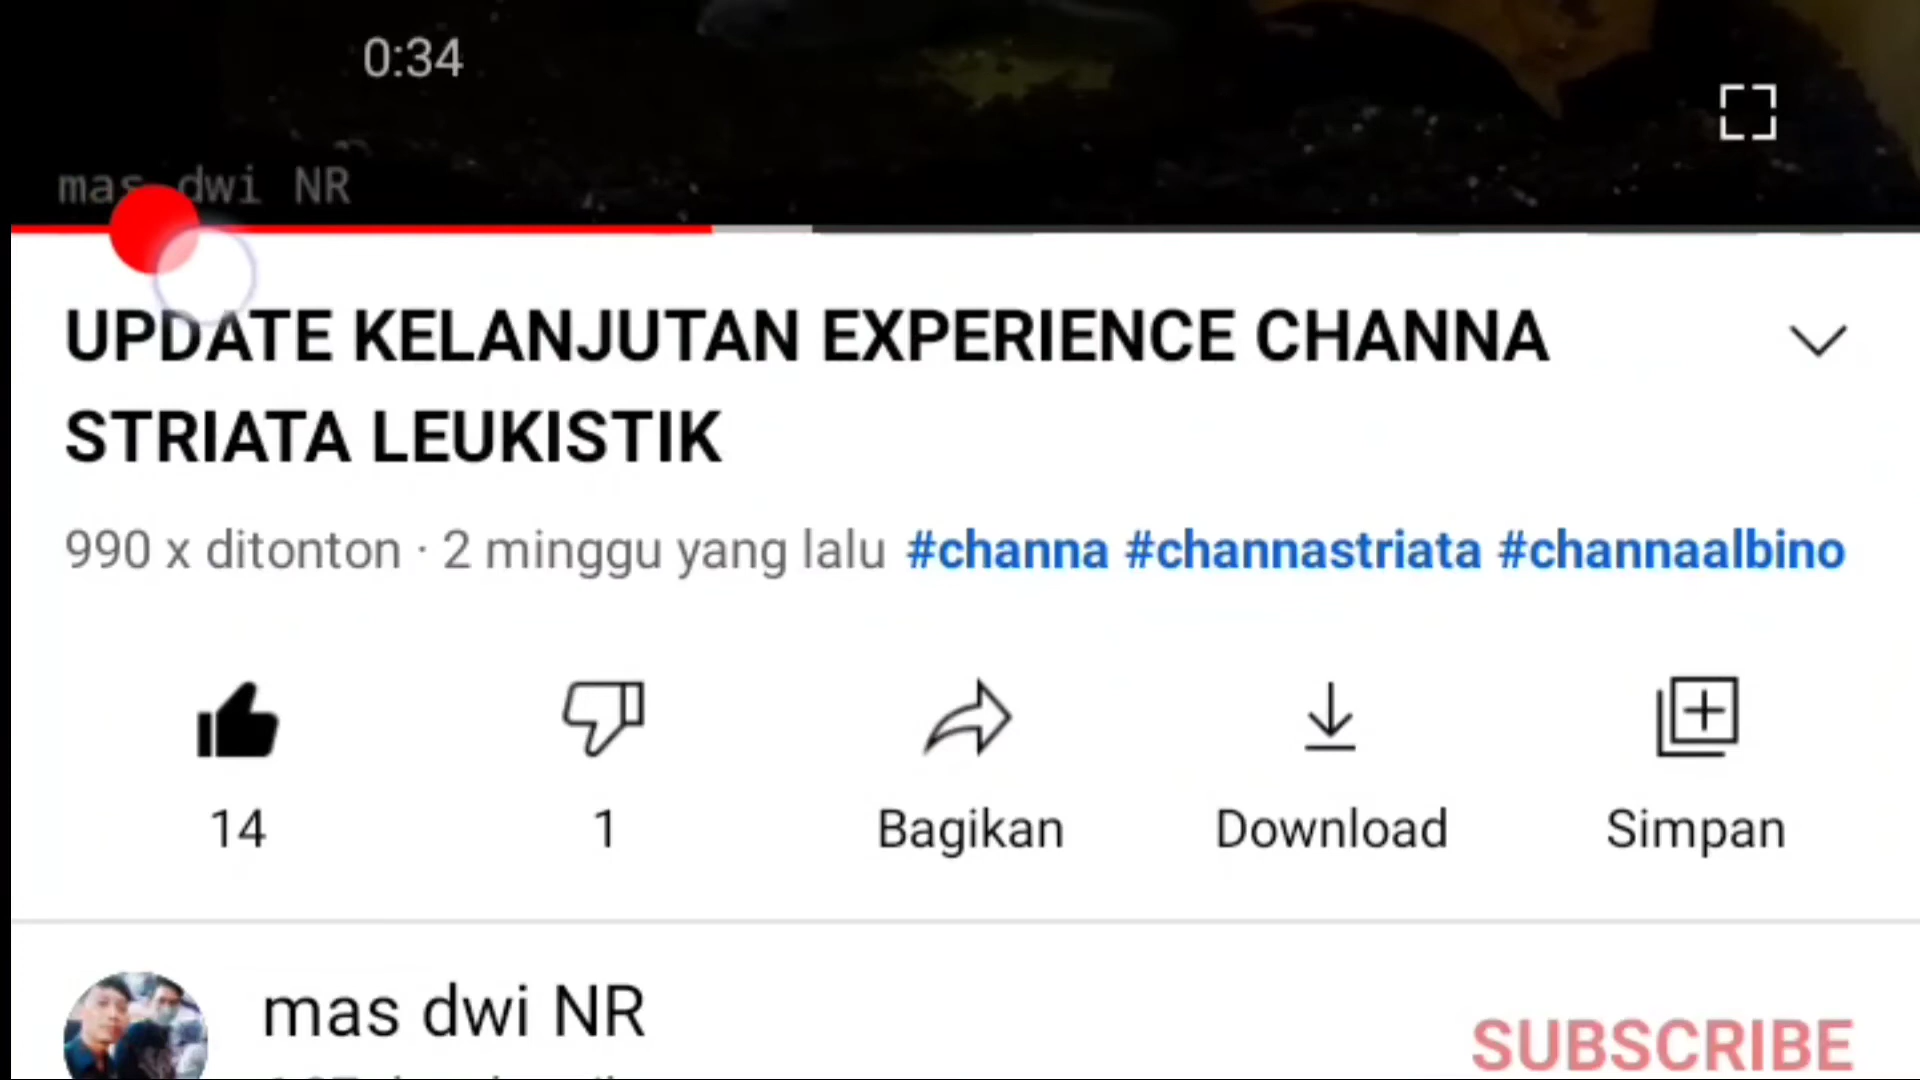 0:34
mas dwi NR
UPDATE KELANJUTAN EXPERIENCE CHANNA
STRIATA LEUKISTIK
990 x ditonton · 2 minggu yang lalu #channa #channastriata #channaalbino
14
1
Bagikan
Download
Simpan
mas dwi NR
SUBSCRIBE